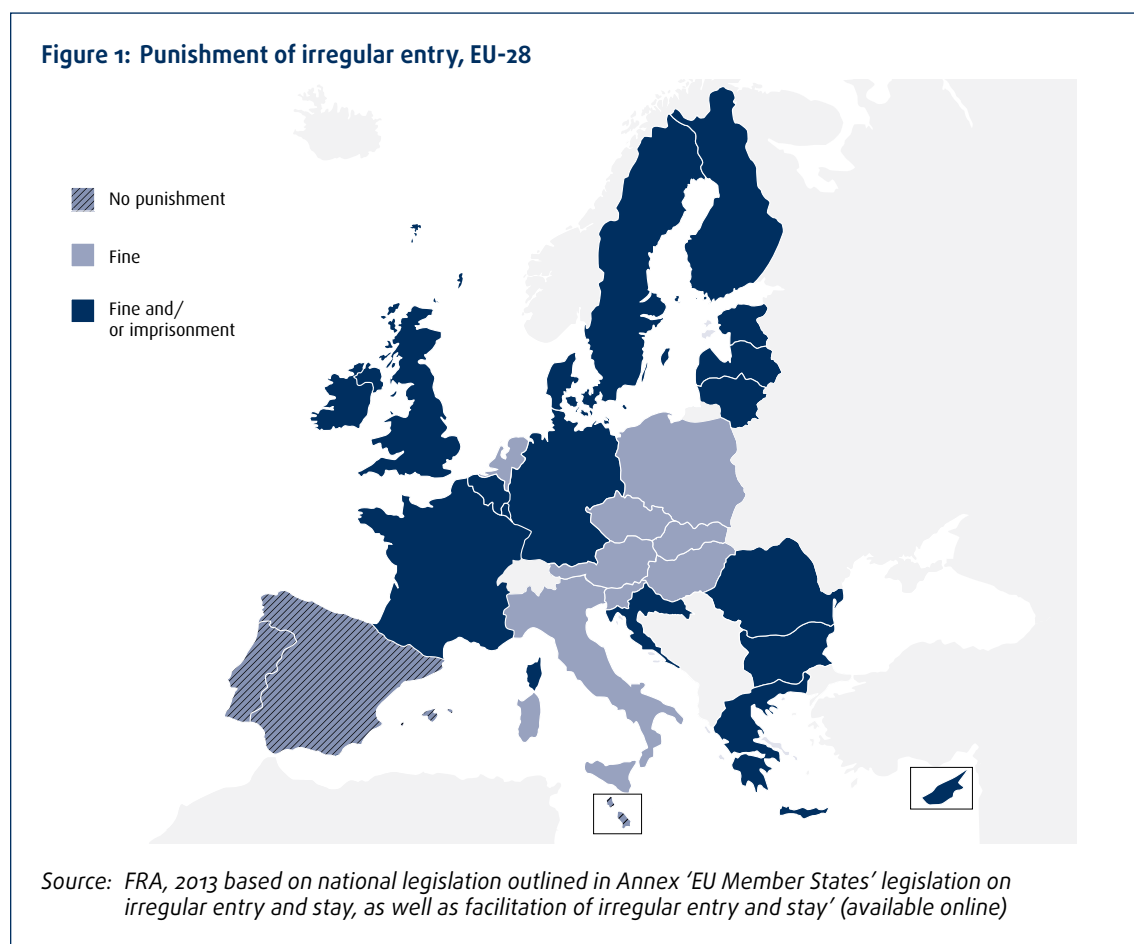 Figure 1: Punishment of irregular entry, EU-28
No punishment
Fine
Fine and/
or imprisonment
Source: FRA, 2013 based on national legislation outlined in Annex ‘EU Member States’ legislation on
irregular entry and stay, as well as facilitation of irregular entry and stay’ (available online)